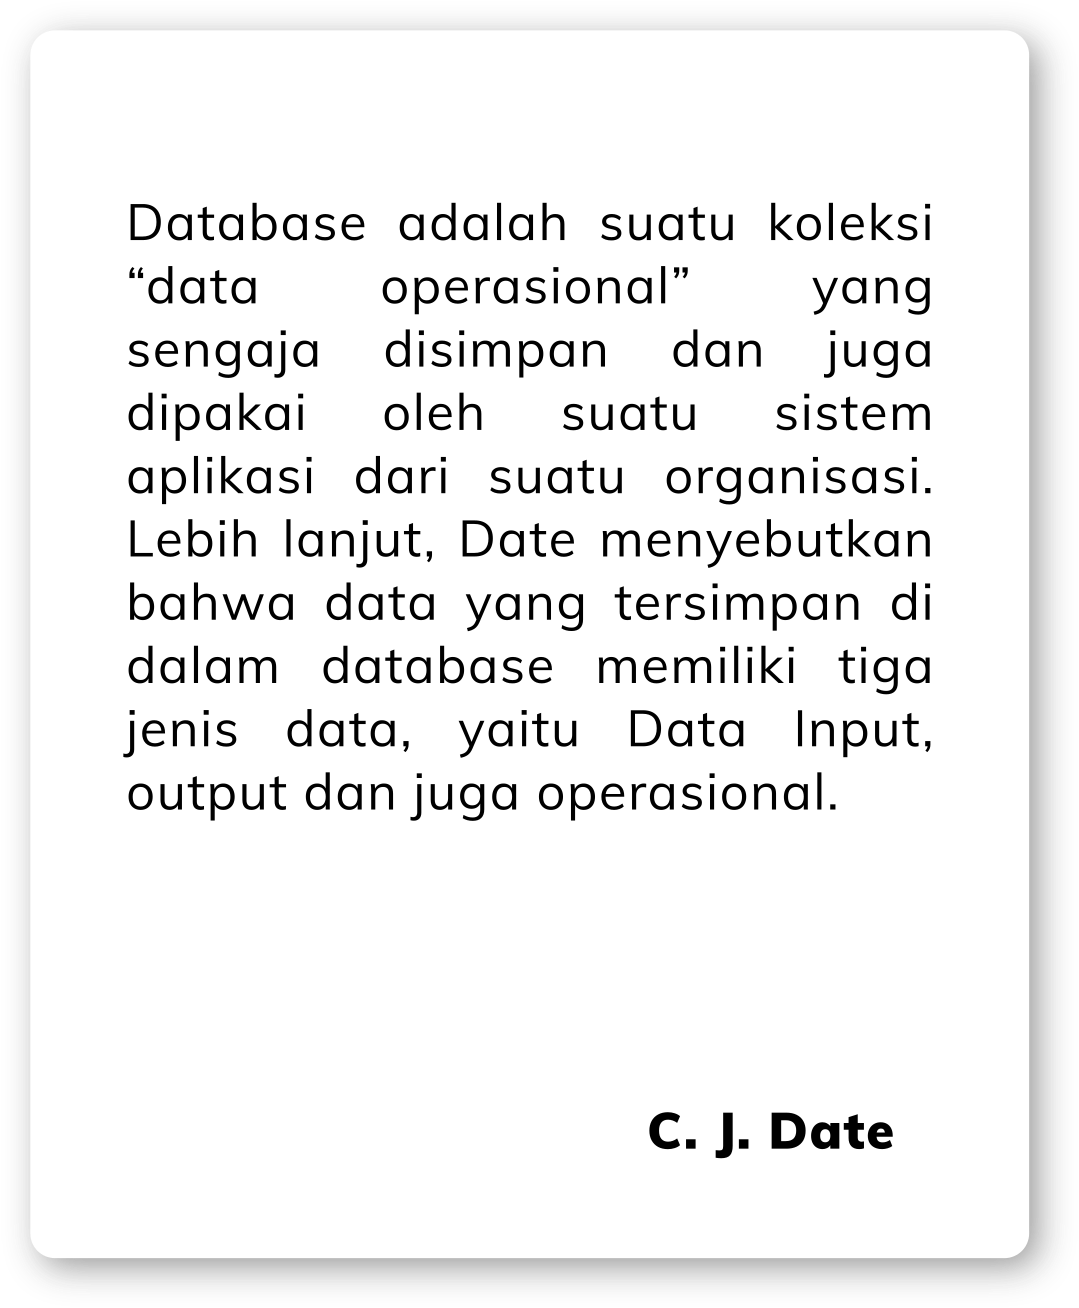 Database adalah suatu koleksi
“data operasional” yang
sengaja disimpan dan juga
dipakai oleh suatu sistem
aplikasi dari suatu organisasi.
Lebih lanjut, Date menyebutkan
bahwa data yang tersimpan di
dalam database memiliki tiga
jenis data, yaitu Data Input,
output dan juga operasional.
C. J. Date